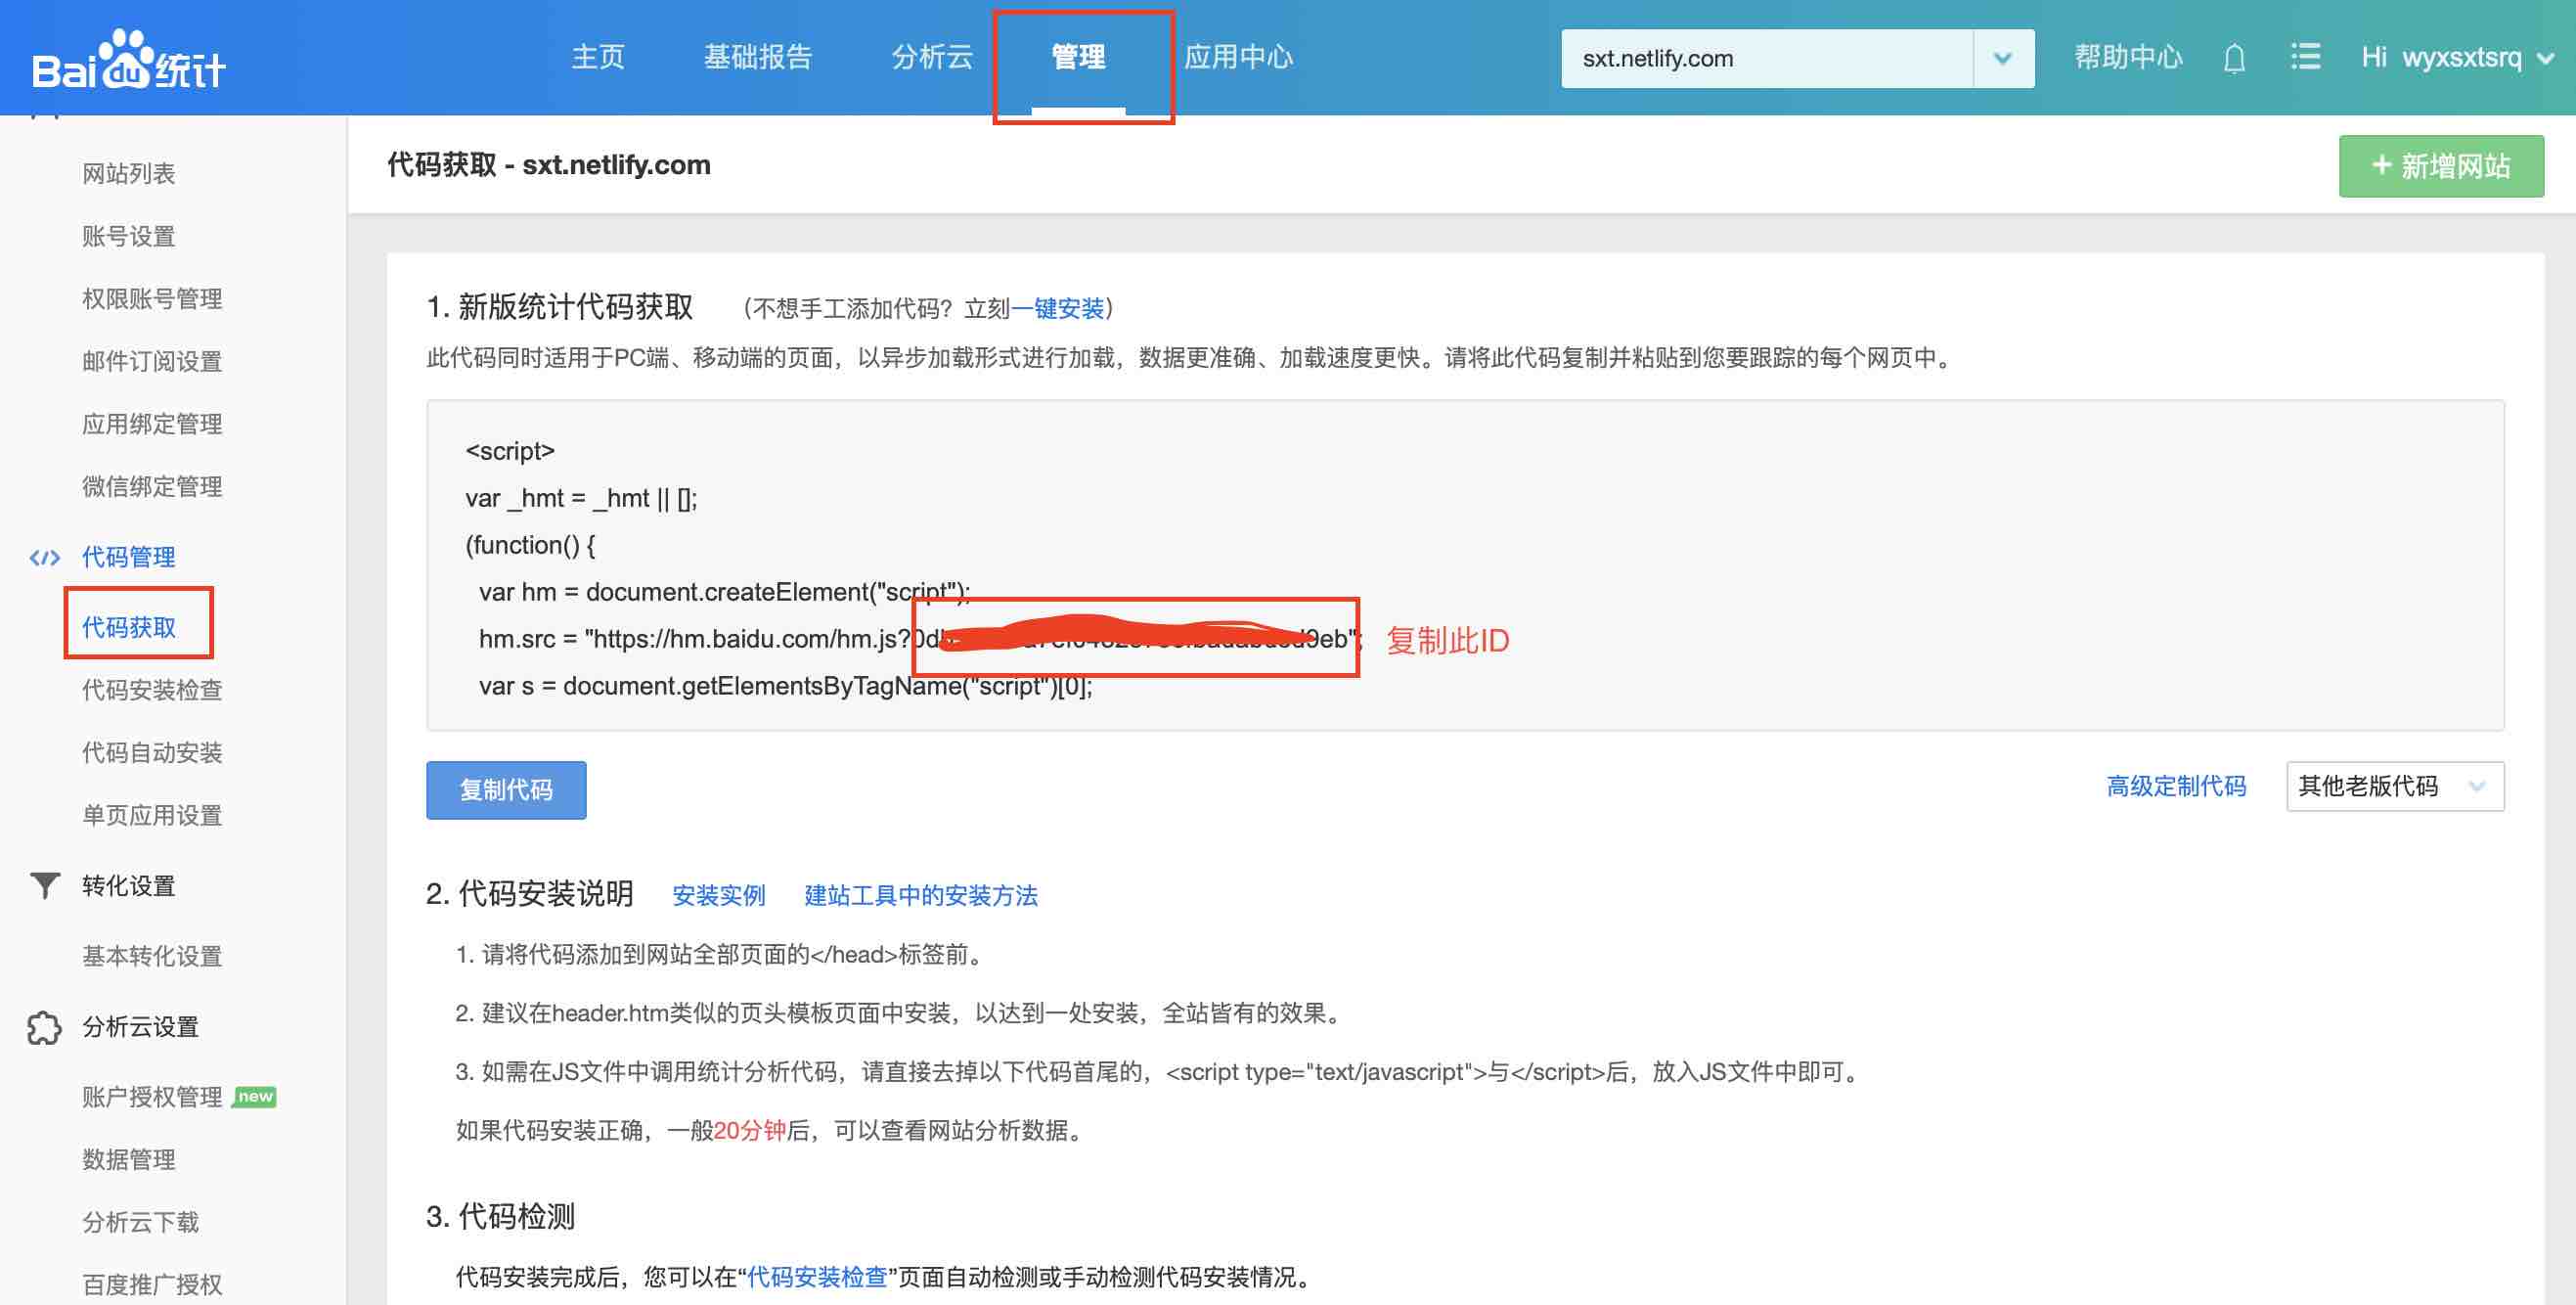 Baidu统计
主页 基础报告 分析云 管理 应用中心 sxt.netlify.com 帮助中心 Hi wyxsxtsrq
网站列表
账号设置
权限账号管理
邮件订阅设置
应用绑定管理
微信绑定管理
代码管理
代码获取
代码安装检查
代码自动安装
单页应用设置
转化设置
基本转化设置
分析云设置
账户授权管理 new
数据管理
分析云下载
百度推广授权
代码获取 - sxt.netlify.com
+ 新增网站
1. 新版统计代码获取 （不想手工添加代码？立刻一键安装）
此代码同时适用于PC端、移动端的页面，以异步加载形式进行加载，数据更准确、加载速度更快。请将此代码复制并粘贴到您要跟踪的每个网页中。
<script>
var _hmt = _hmt || [];
(function() {
var hm = document.createElement("script");
hm.src = "https://hm.baidu.com/hm.js?0d 9eb"; 复制此ID
var s = document.getElementsByTagName("script")[0];
复制代码 高级定制代码 其他老版代码
2. 代码安装说明 安装实例 建站工具中的安装方法
1. 请将代码添加到网站全部页面的</head>标签前。
2. 建议在header.htm类似的页头模板页面中安装，以达到一处安装，全站皆有的效果。
3. 如需在JS文件中调用统计分析代码，请直接去掉以下代码首尾的，<script type="text/javascript">与</script>后，放入JS文件中即可。
如果代码安装正确，一般20分钟后，可以查看网站分析数据。
3. 代码检测
代码安装完成后，您可以在“代码安装检查”页面自动检测或手动检测代码安装情况。